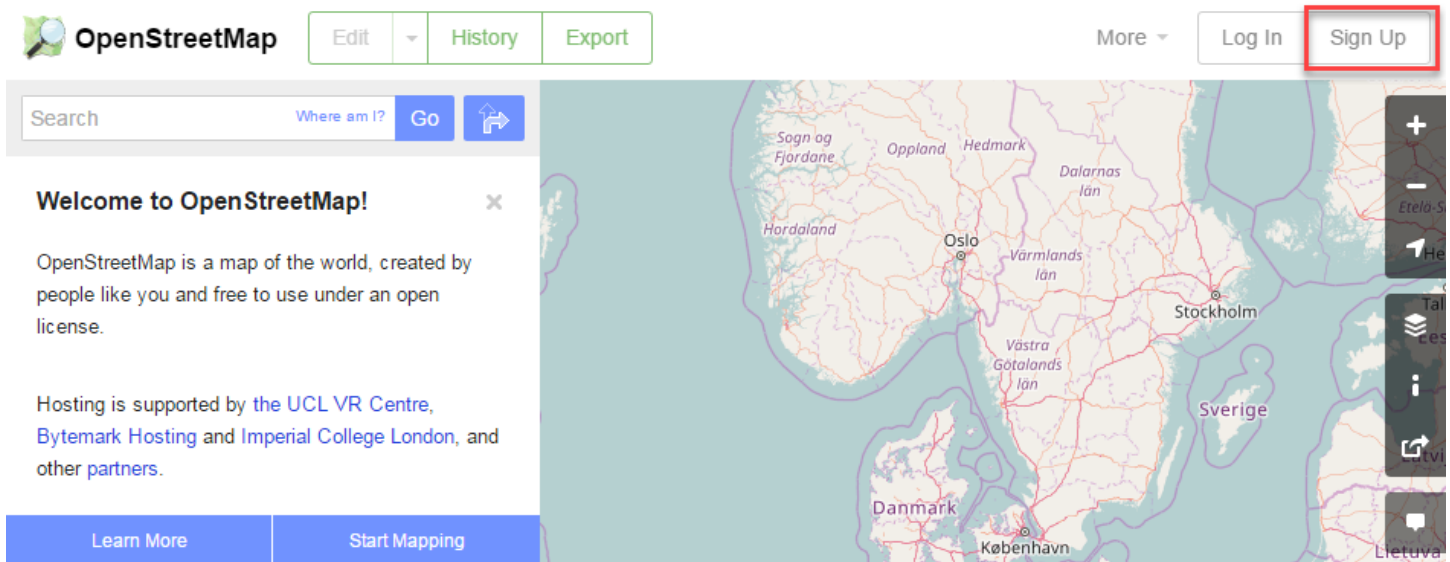 OpenStreetMap
Edit
History
Export
More
Log In
Sign Up
Search
Where am I?
Go
Welcome to OpenStreetMap!
OpenStreetMap is a map of the world, created by
people like you and free to use under an open
license.
Hosting is supported by the UCL VR Centre,
Bytemark Hosting and Imperial College London, and
other partners.
Learn More
Start Mapping
Sogn og
Fjordane
Oppland
Hedmark
Dalarnas
län
Hordaland
Oslo
Värmlands
län
Stockholm
Västra
Götalands
län
Sverige
Danmark
København
Lietuva